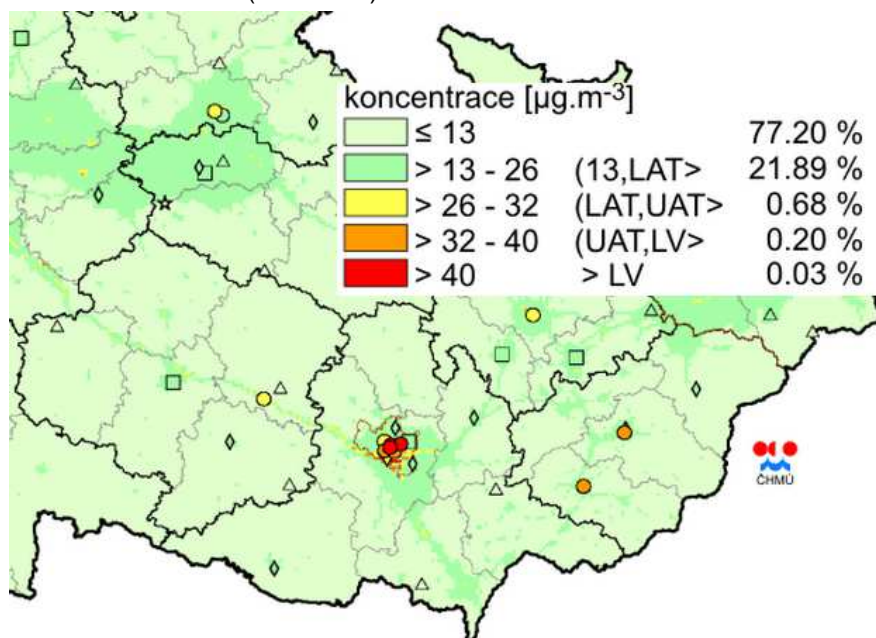 koncentrace [µg.m-3]
≤ 13 77.20 %
> 13 - 26 (13,LAT> 21.89 %
> 26 - 32 (LAT,UAT> 0.68 %
> 32 - 40 (UAT,LV> 0.20 %
> 40 > LV 0.03 %
ČHMÚ